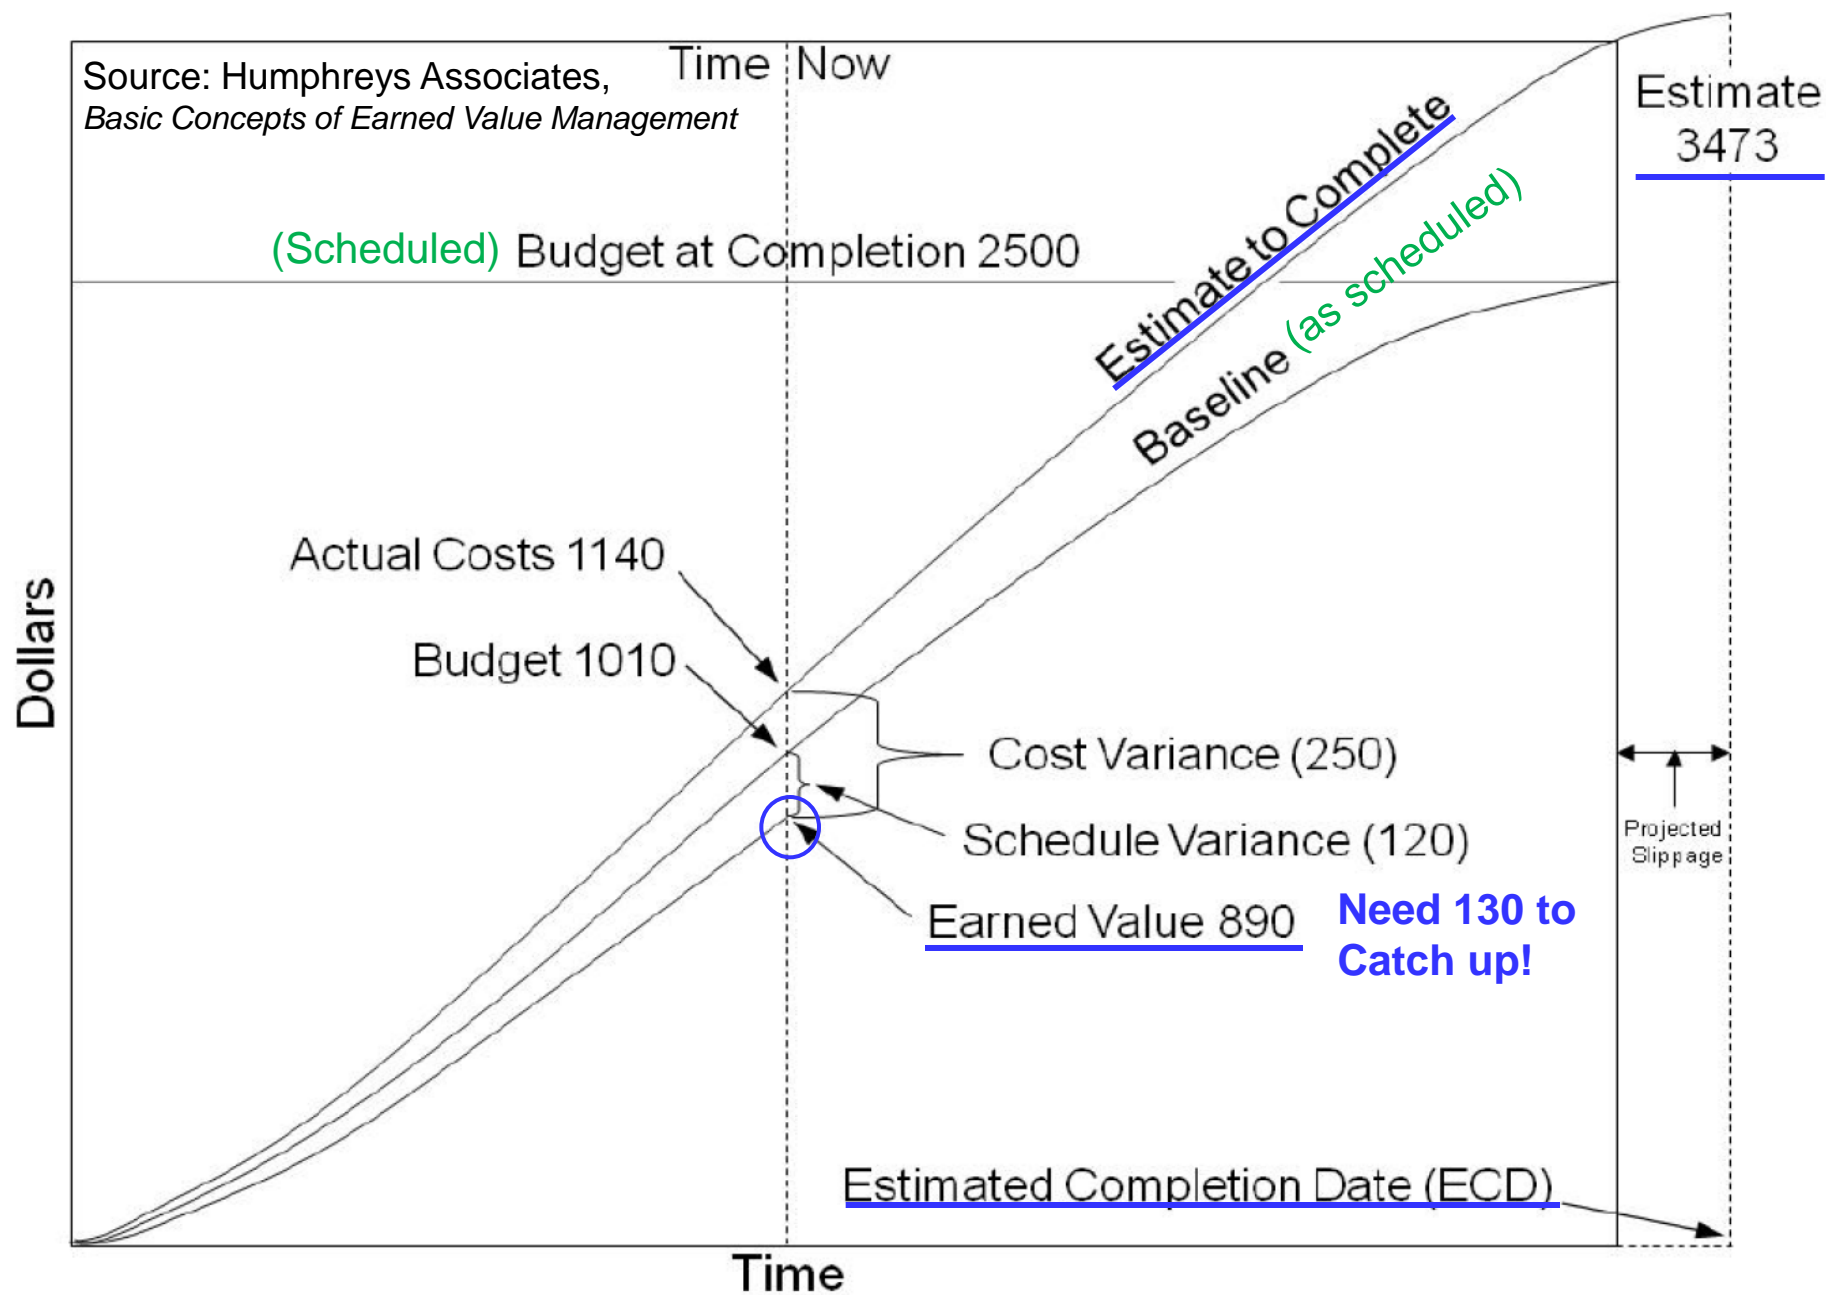 Time Now
Source: Humphreys Associates,
Basic Concepts of Earned Value Management
Estimate
3473
Estimate to Complete
(Scheduled) Budget at Completion 2500
Baseline (as scheduled)
Actual Costs 1140
Budget 1010
Dollars
Cost Variance (250)
Schedule Variance (120)
Projected
Slippage
Earned Value 890
Need 130 to
Catch up!
Estimated Completion Date (ECD)
Time